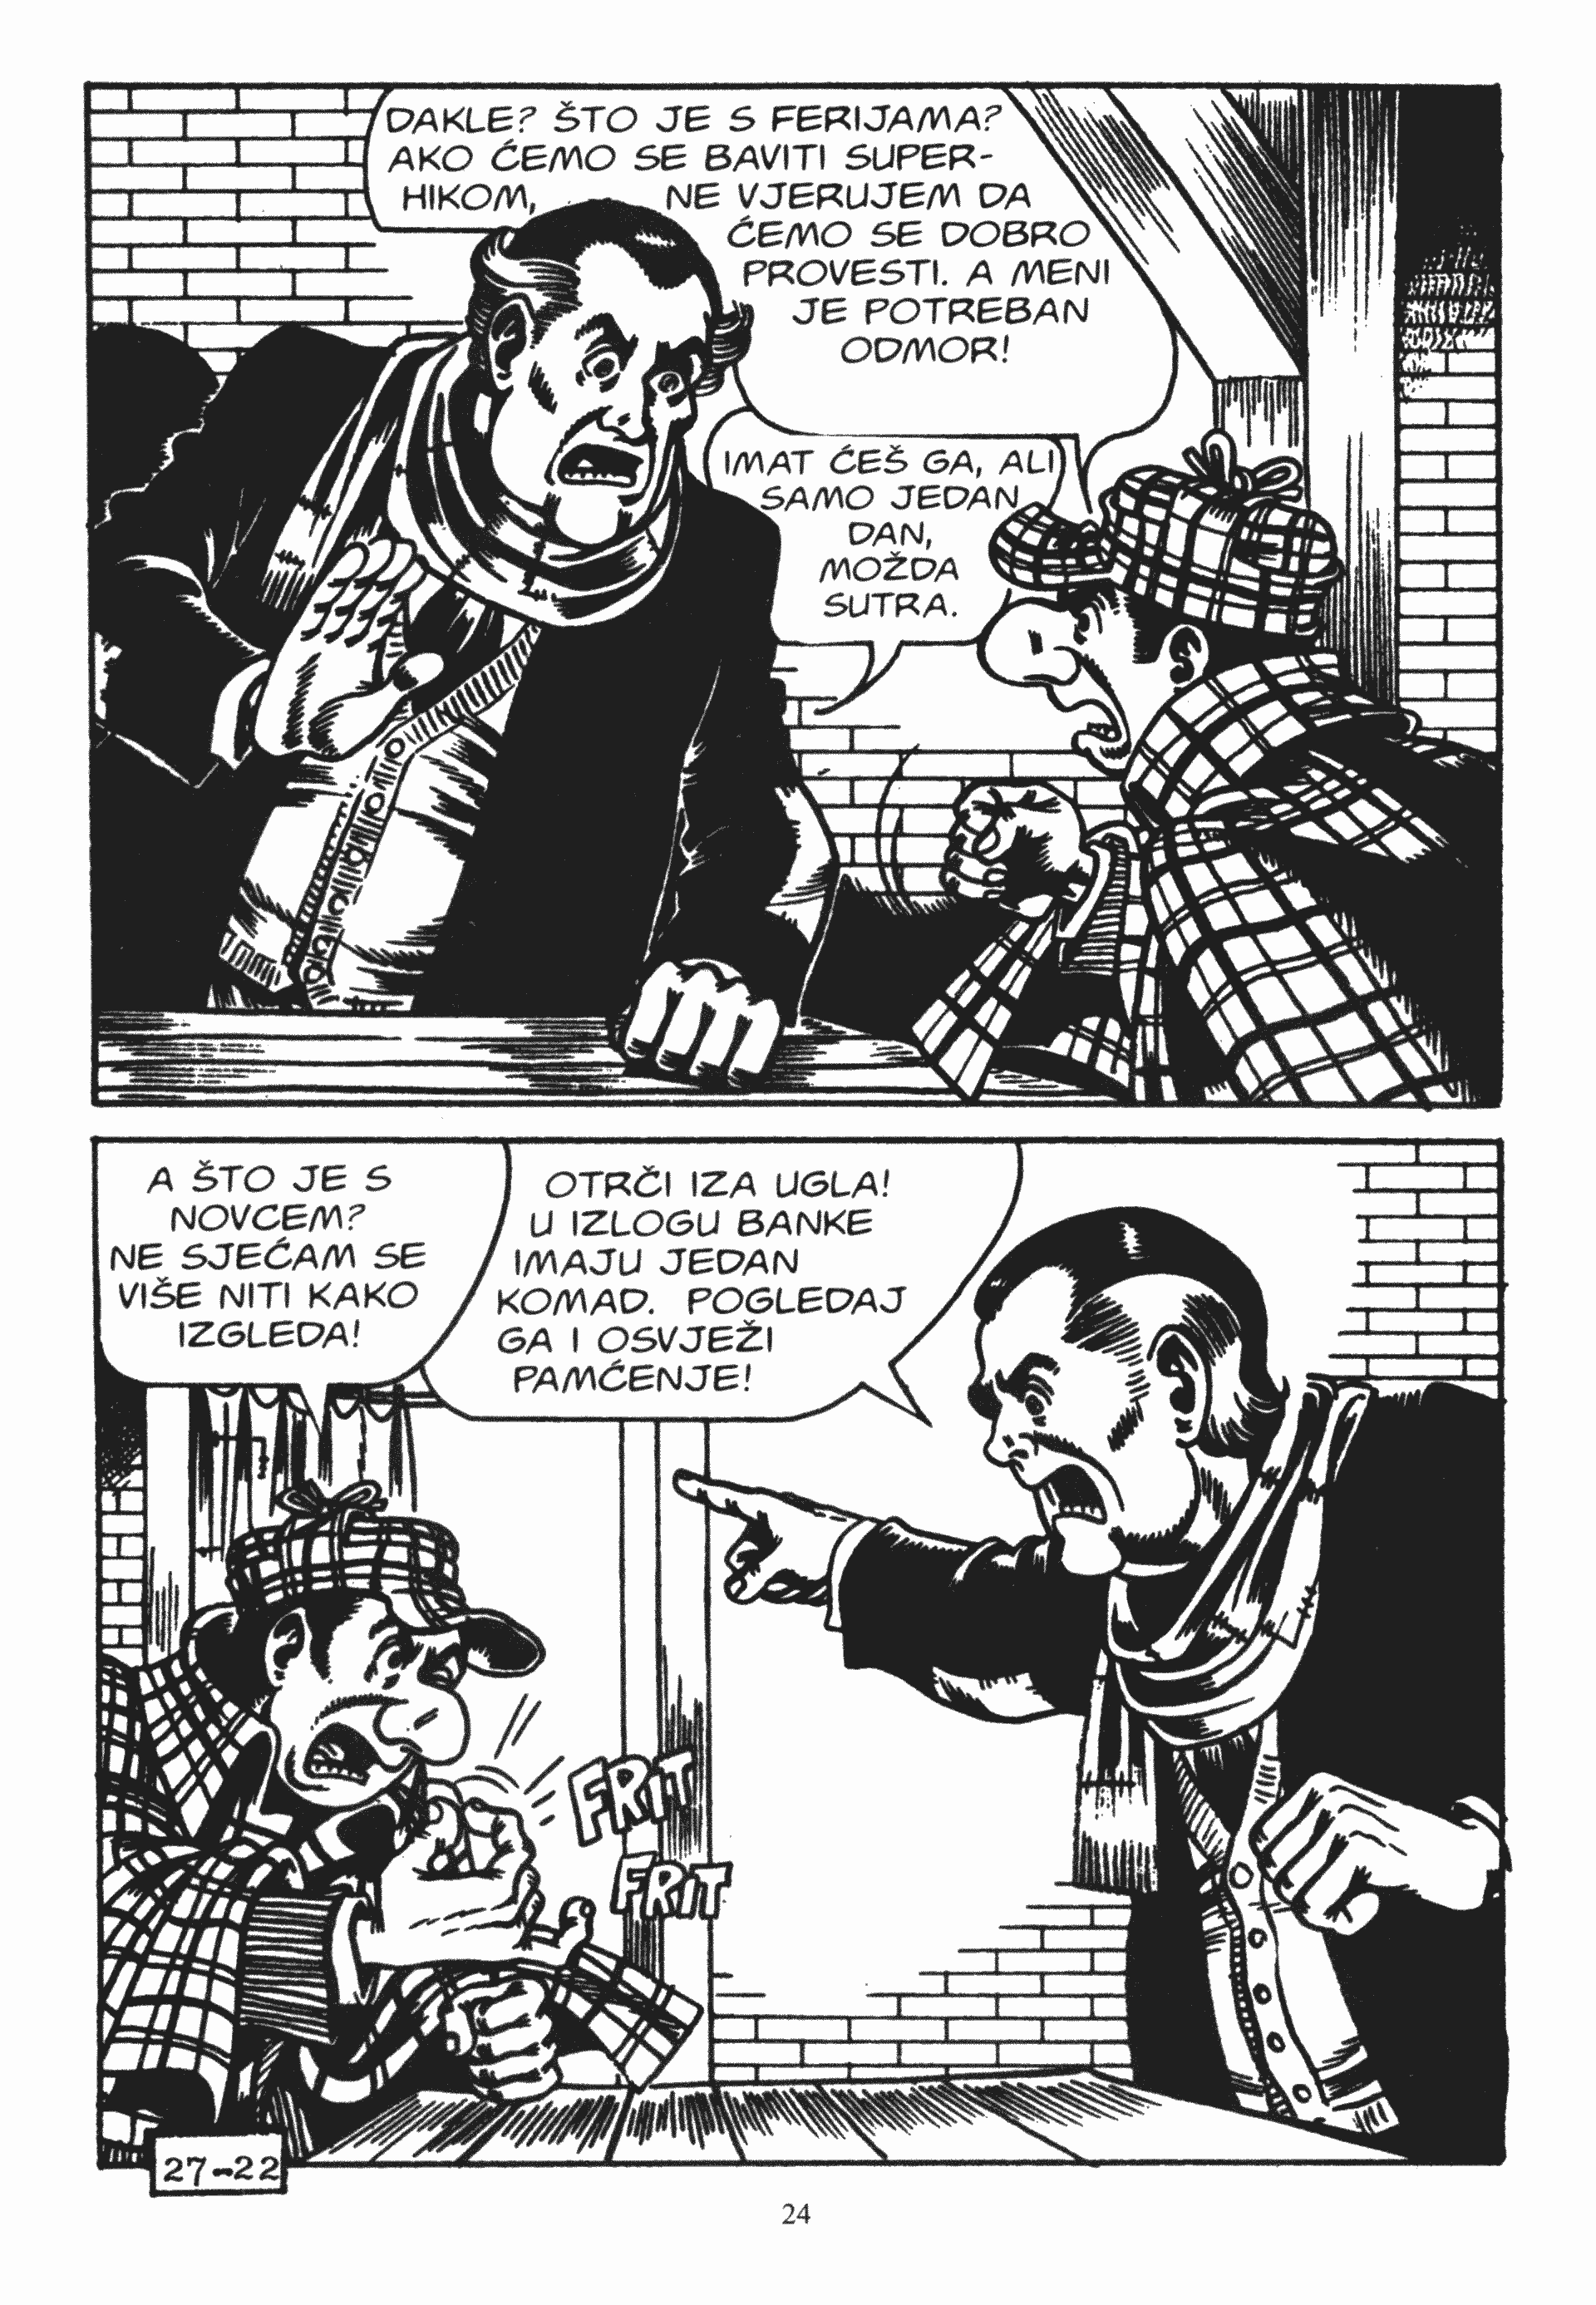 DAKLE? ŠTO JE S FERIJAMA?
AKO ĆEMO SE BAVITI SUPER-
HIKOM, NE VJERUJEM DA
ĆEMO SE DOBRO
PROVESTI. A MENI
JE POTREBAN
ODMOR!
IMAT ĆEŠ GA, ALI
SAMO JEDAN
DAN,
MOŽDA
SUTRA.
A ŠTO JE S
NOVCEM?
NE SJEĆAM SE
VIŠE NITI KAKO
IZGLEDA!
OTRČI IZA UGLA!
U IZLOGU BANKE
IMAJU JEDAN
KOMAD. POGLEDAJ
GA I OSVJEŽI
PAMĆENJE!
FRIT
FRIT
27-22
24